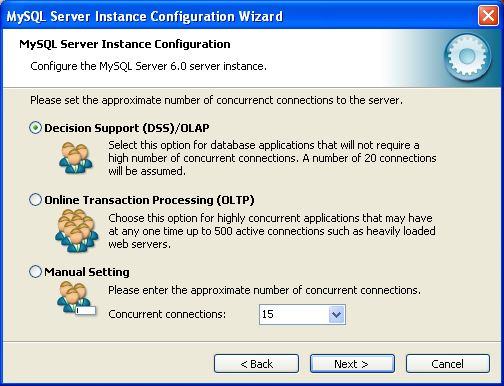 MySQL Server Instance Configuration Wizard
MySQL Server Instance Configuration
Configure the MySQL Server 6.0 server instance.
Please set the approximate number of concurrenct connections to the server.
Decision Support (DSS)/OLAP
Select this option for database applications that will not require a
high number of concurrent connections. A number of 20 connections
will be assumed.
Online Transaction Processing (OLTP)
Choose this option for highly concurrent applications that may have
at any one time up to 500 active connections such as heavily loaded
web servers.
Manual Setting
Please enter the approximate number of concurrent connections.
Concurrent connections: 15
< Back Next > Cancel